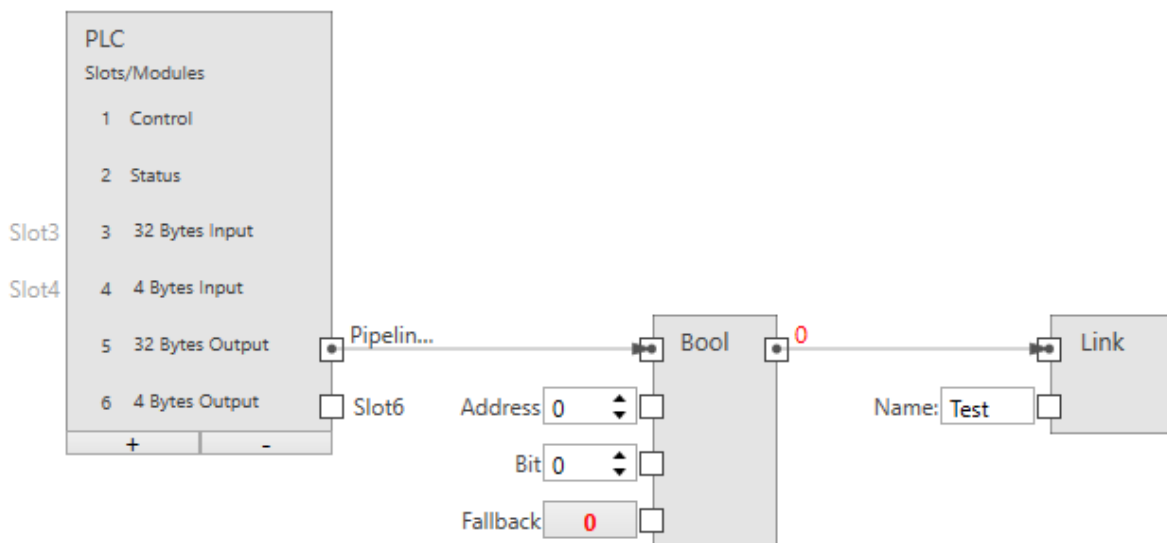 PLC
Slots/Modules
1 Control
2 Status
Slot3 3 32 Bytes Input
Slot4 4 4 Bytes Input
5 32 Bytes Output Pipelin... Bool 0 Link
6 4 Bytes Output Slot6 Address 0 Name: Test
+ -
Bit 0
Fallback 0